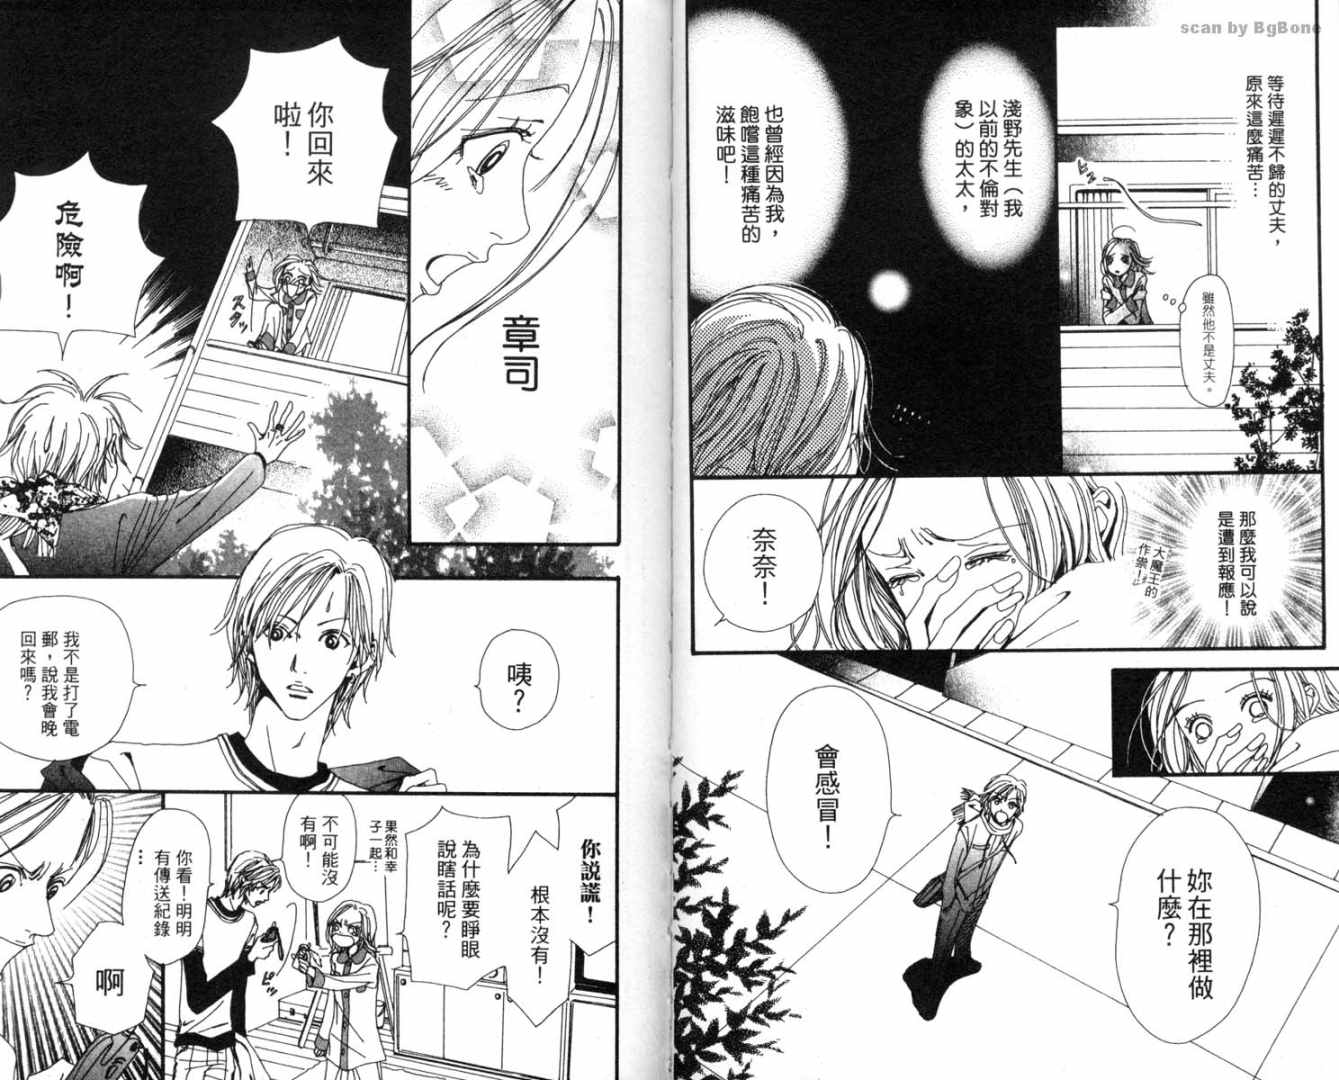 scan by BgBone
等待遲遲不歸的丈夫，
原來這麼痛苦…
雖然他不是丈夫。
淺野先生（我
以前的不倫對
象）的太太，
也曾經因為我，
飽嚐這種痛苦的
滋味吧！
那麼我可以說
是遭到報應！
大魔王的
作祟！
奈奈！
會感冒！
妳在那裡做
什麼？
章司
你回來
啦！
危險啊！
咦？
我不是打了電
郵，說我會晚
回來嗎？
你說謊！
根本沒有！
為什麼要睜眼
說瞎話呢？
果然和幸
子一起…
不可能沒
有啊！
你看！明明
有傳送紀錄
…
啊